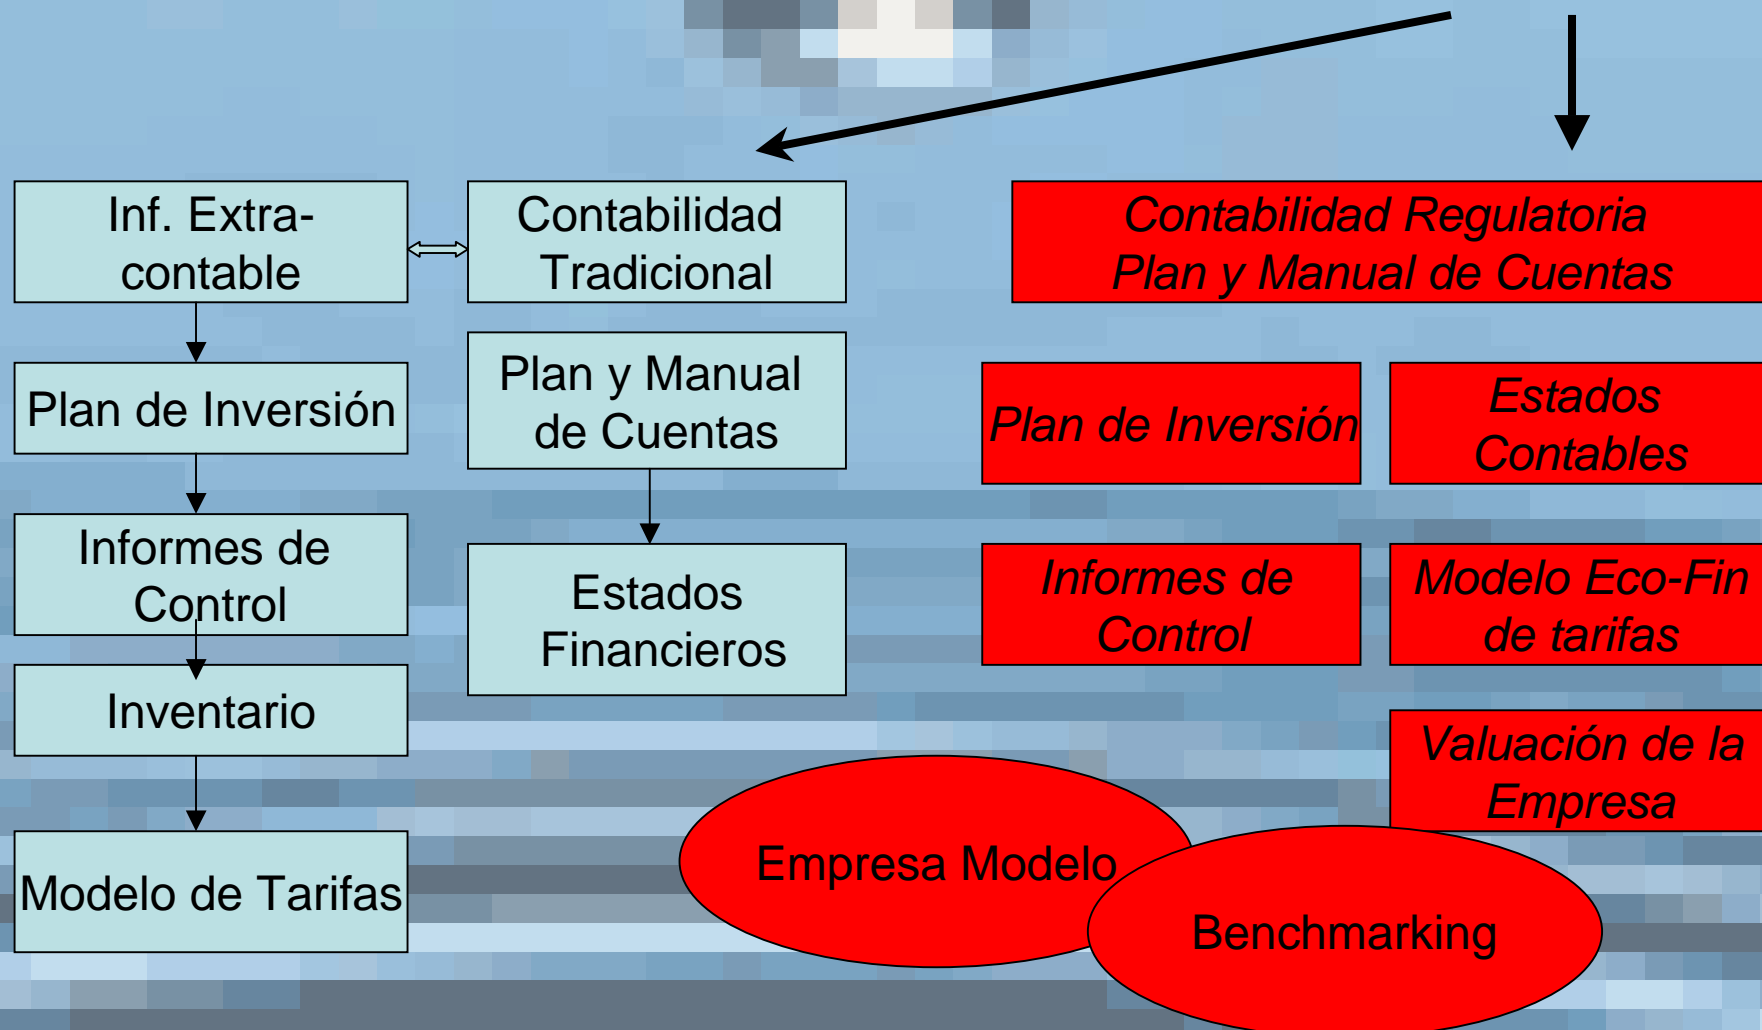 Inf. Extra-
contable
Contabilidad
Tradicional
Contabilidad Regulatoria
Plan y Manual de Cuentas
Plan de Inversión
Plan y Manual
de Cuentas
Plan de Inversión
Estados
Contables
Informes de
Control
Estados
Financieros
Informes de
Control
Modelo Eco-Fin
de tarifas
Inventario
Valuación de la
Empresa
Modelo de Tarifas
Empresa Modelo
Benchmarking